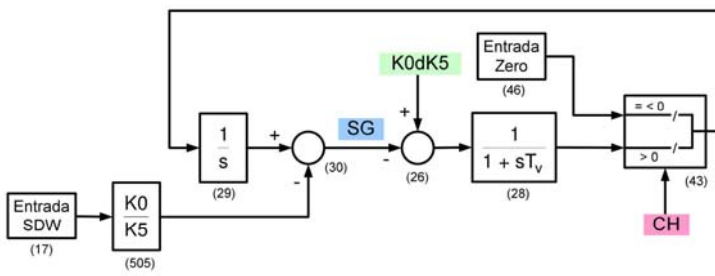 Entrada
Zero
(46)
K0dK5
= < 0
> 0
(43)
CH
+
-
SG
(26)
1
1 + sTv
(28)
1
s
(29)
+
-
(30)
Entrada
SDW
(17)
K0
K5
(505)